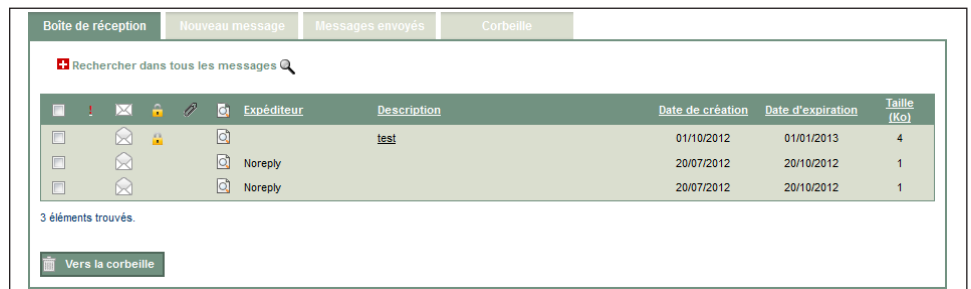 Boîte de réception Nouveau message Messages envoyés Corbeille
Rechercher dans tous les messages
! Expéditeur Description Date de création Date d'expiration Taille (Ko)
test 01/10/2012 01/01/2013 4
Noreply 20/07/2012 20/10/2012 1
Noreply 20/07/2012 20/10/2012 1
3 éléments trouvés.
Vers la corbeille